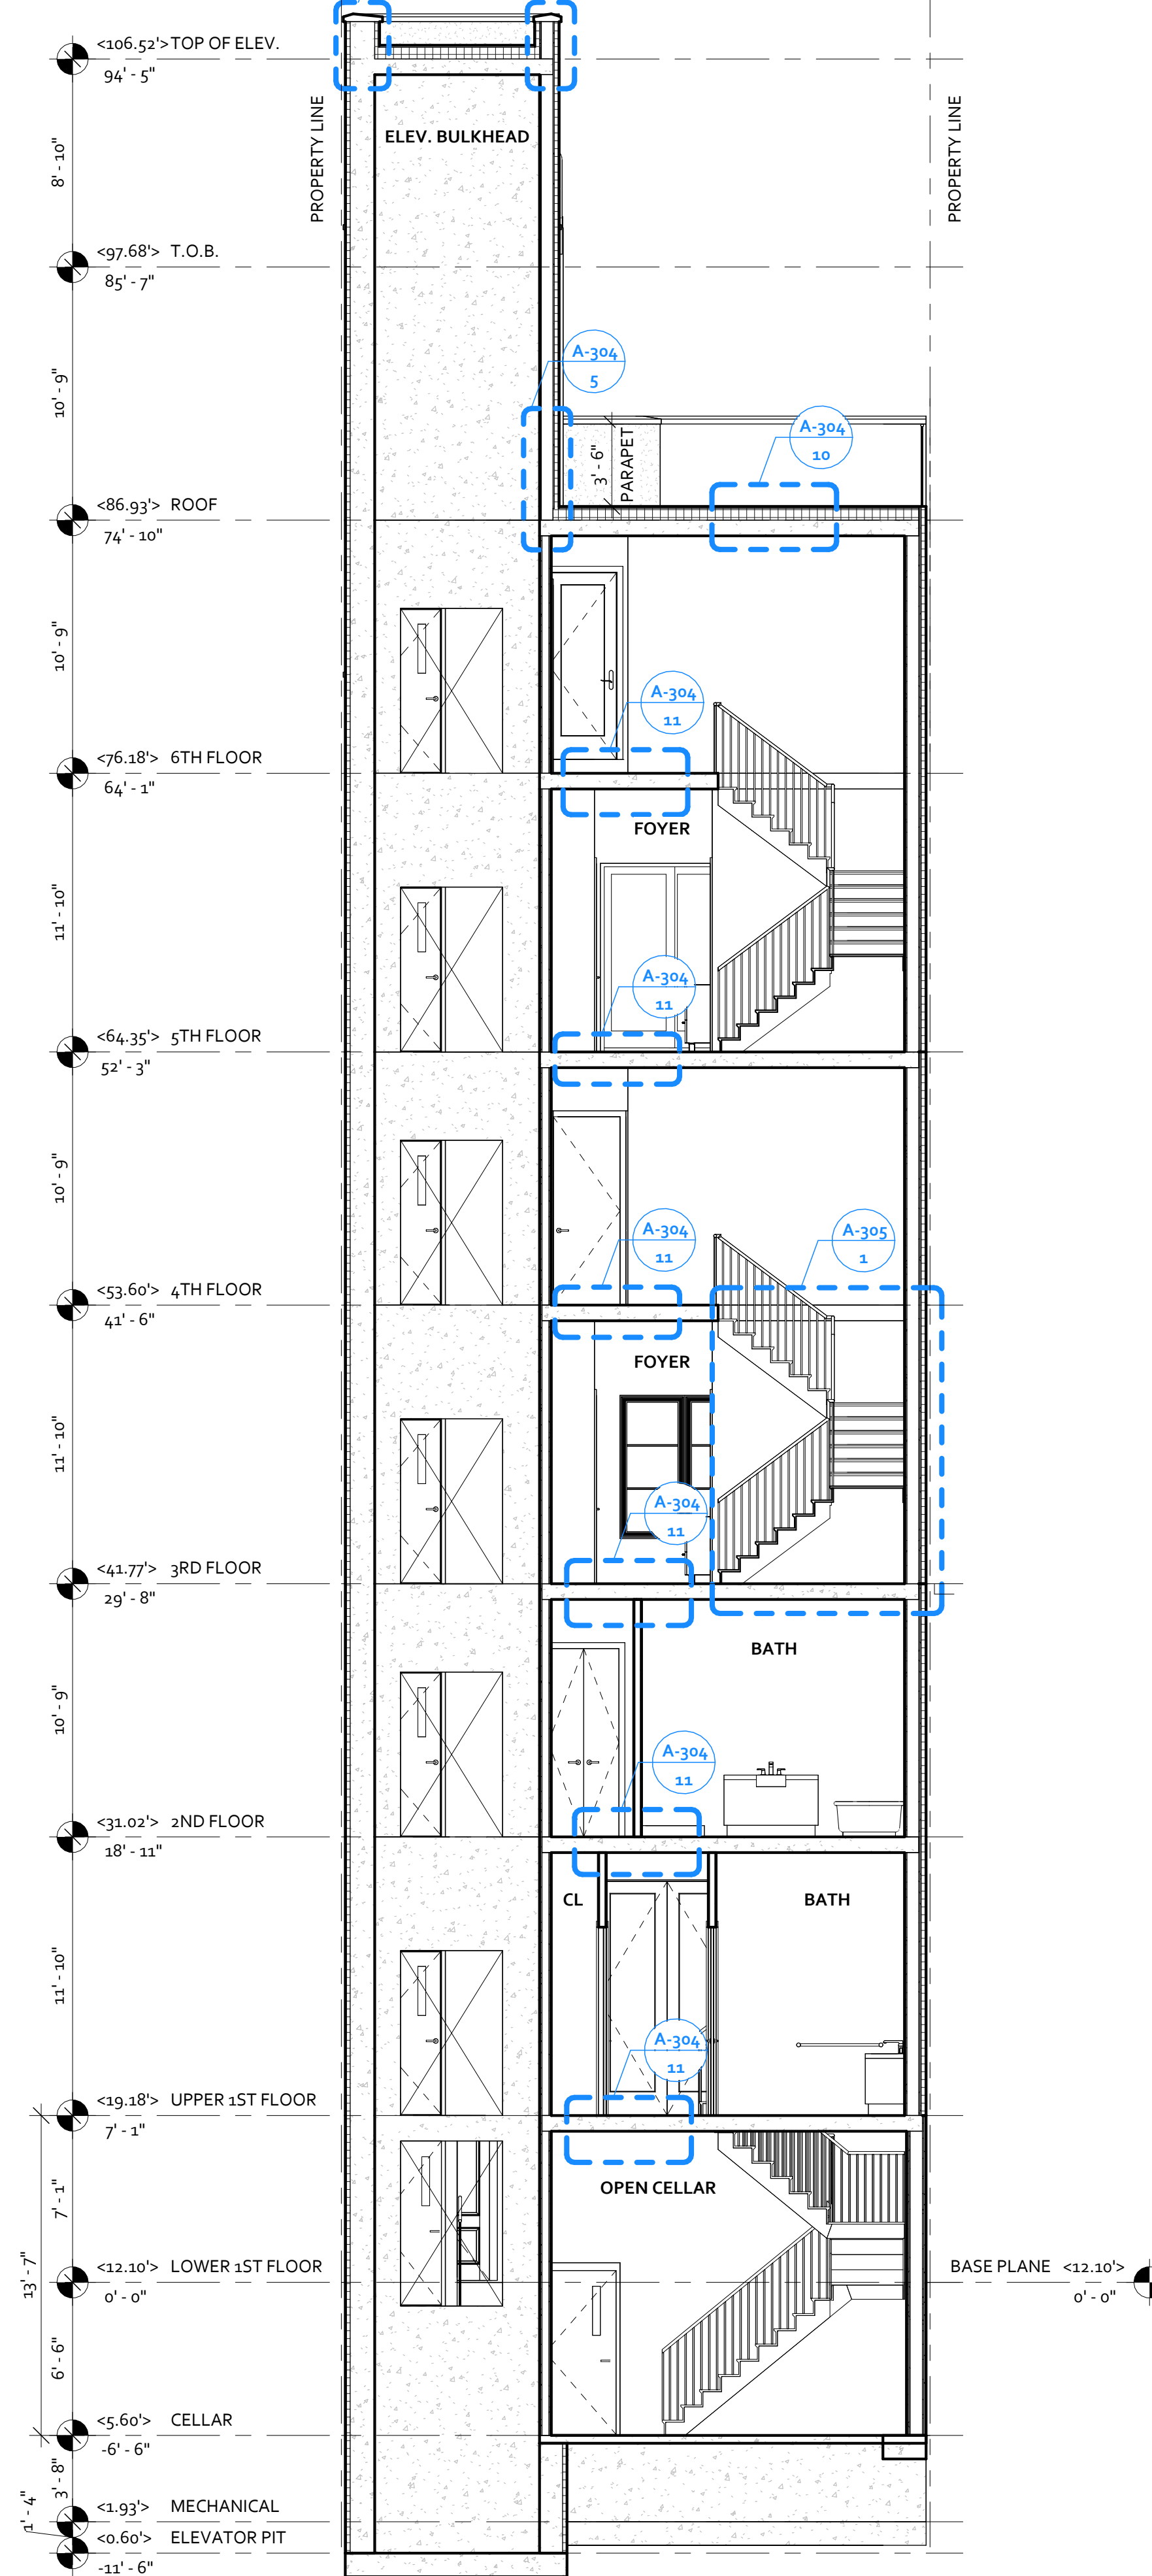 <106.52'> TOP OF ELEV.
94' - 5"
PROPERTY LINE
PROPERTY LINE
ELEV. BULKHEAD
8' - 10"
<97.68'> T.O.B.
85' - 7"
10' - 9"
A-304
5
A-304
10
3' - 6"
PARAPET
<86.93'> ROOF
74' - 10"
10' - 9"
A-304
11
<76.18'> 6TH FLOOR
64' - 1"
FOYER
11' - 10"
A-304
11
<64.35'> 5TH FLOOR
52' - 3"
10' - 9"
A-304
11
A-305
1
<53.60'> 4TH FLOOR
41' - 6"
FOYER
11' - 10"
A-304
11
<41.77'> 3RD FLOOR
29' - 8"
BATH
10' - 9"
A-304
11
<31.02'> 2ND FLOOR
18' - 11"
CL
BATH
11' - 10"
A-304
11
<19.18'> UPPER 1ST FLOOR
7' - 1"
OPEN CELLAR
7' - 1"
13' - 7"
<12.10'> LOWER 1ST FLOOR
0' - 0"
BASE PLANE <12.10'>
0' - 0"
6' - 6"
<5.60'> CELLAR
-6' - 6"
3' - 8"
<1.93'> MECHANICAL
1' - 4"
<0.60'> ELEVATOR PIT
-11' - 6"